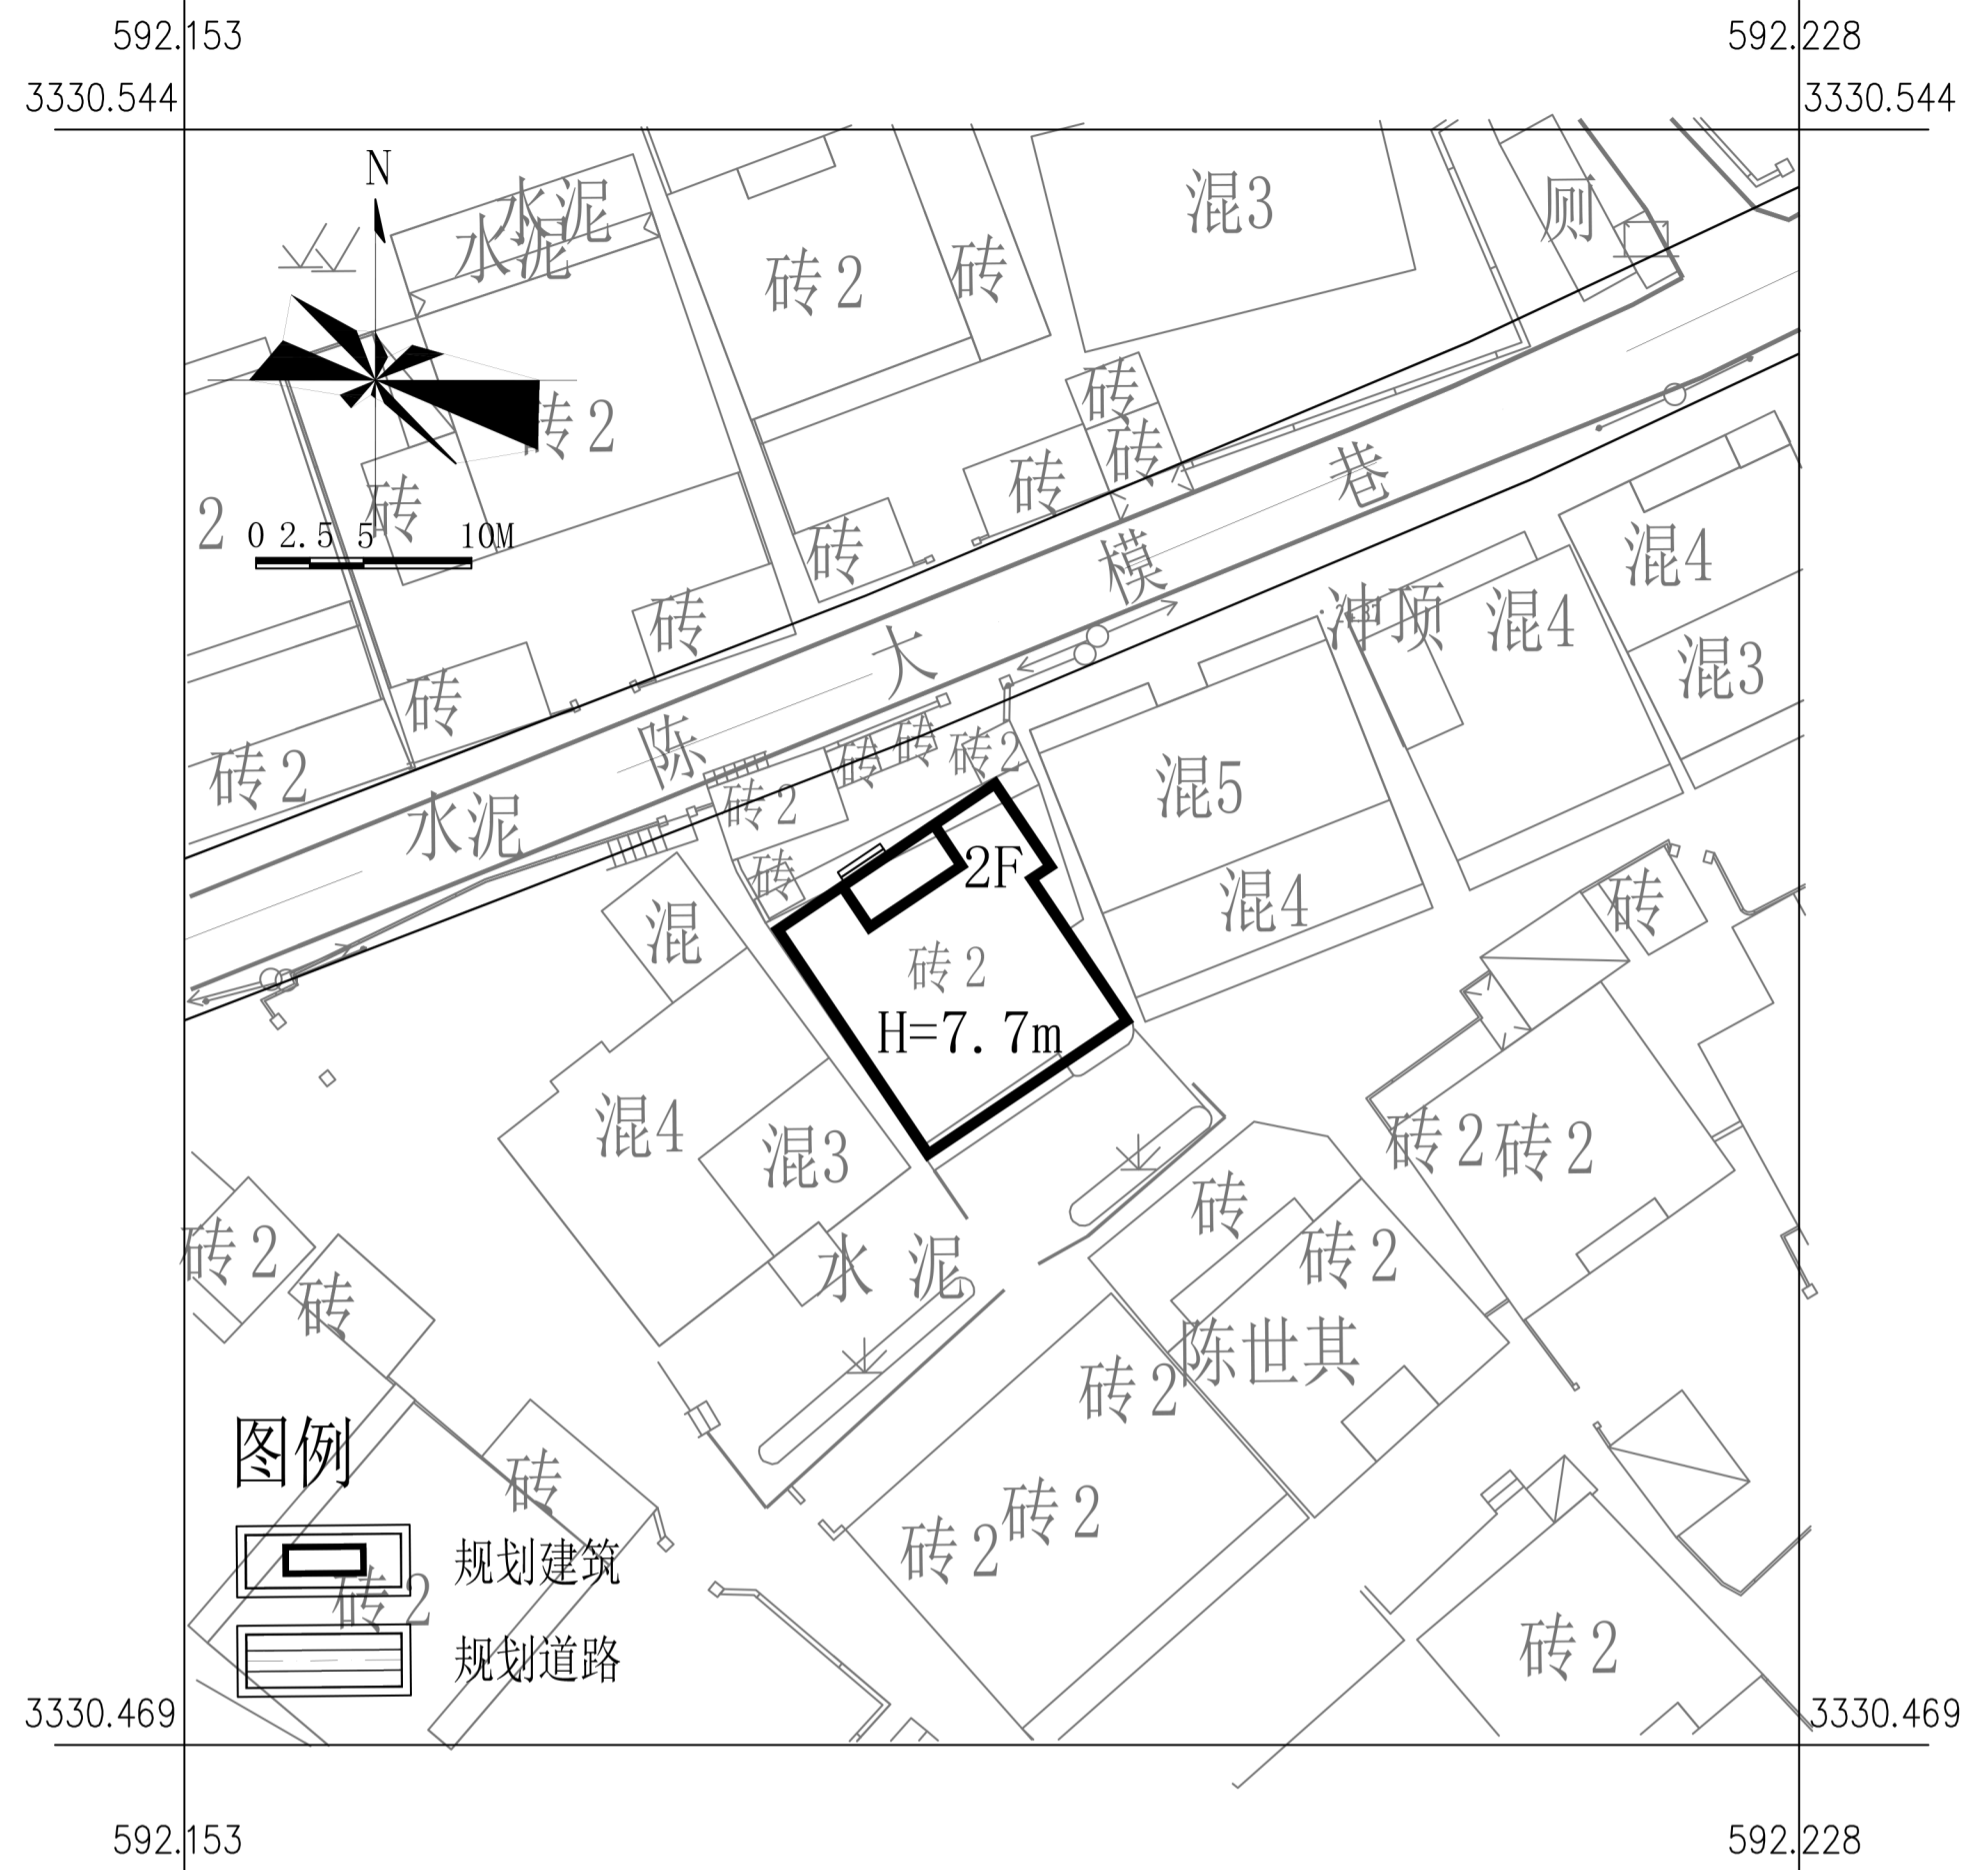 592.153
592.228
3330.544
3330.544
N
水泥
水泥
混3
厕
砖2
砖
砖2
砖
砖
砖
2
砖
砖
0 2.5 5 10M
砖
巷
模
大
陈
水泥
混4
冲顶
混4
混3
砖
砖
砖2
砖2
砖
砖
砖2
砖
混5
混4
混
2F
砖2
H=7.7m
砖
混4
混3
砖2
砖2
砖
砖2
砖2
水泥
砖
陈世其
砖2
图例
砖
砖2
砖2
规划建筑
砖2
规划道路
砖2
3330.469
3330.469
592.153
592.228